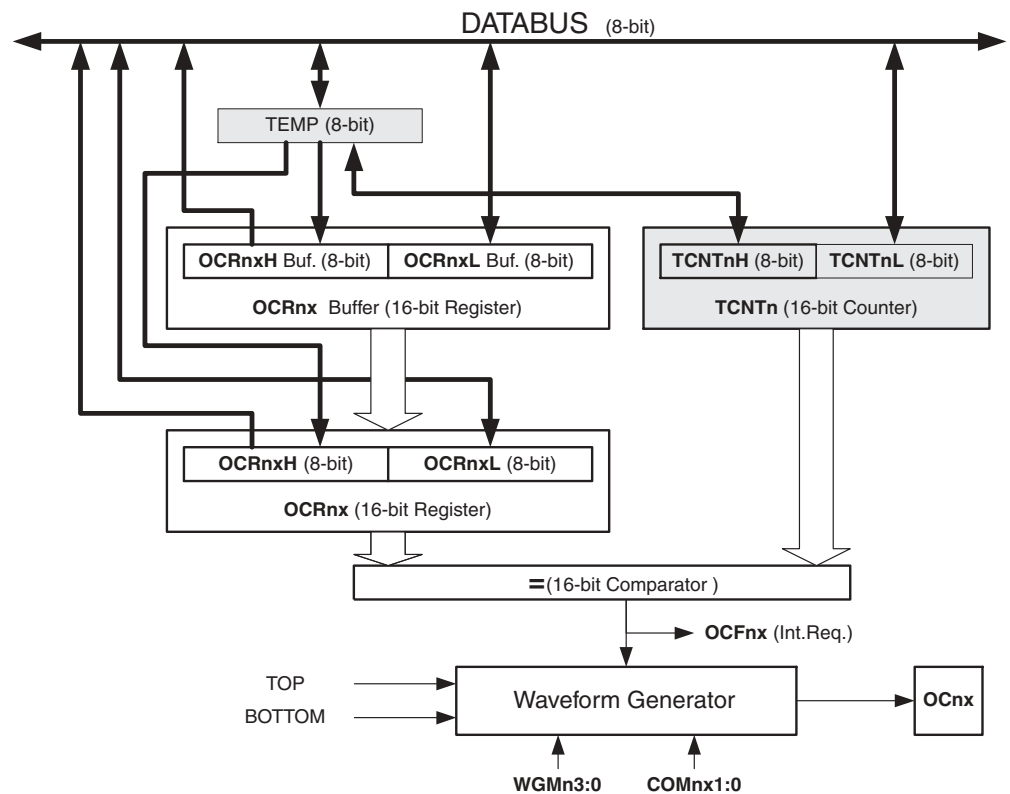 DATABUS (8-bit)
TEMP (8-bit)
OCRnxH Buf. (8-bit) OCRnxL Buf. (8-bit)
OCRnx Buffer (16-bit Register)
TCNTnH (8-bit) TCNTnL (8-bit)
TCNTn (16-bit Counter)
OCRnxH (8-bit) OCRnxL (8-bit)
OCRnx (16-bit Register)
=(16-bit Comparator )
OCFnx (Int.Req.)
TOP
BOTTOM
Waveform Generator
OCnx
WGMn3:0 COMnx1:0